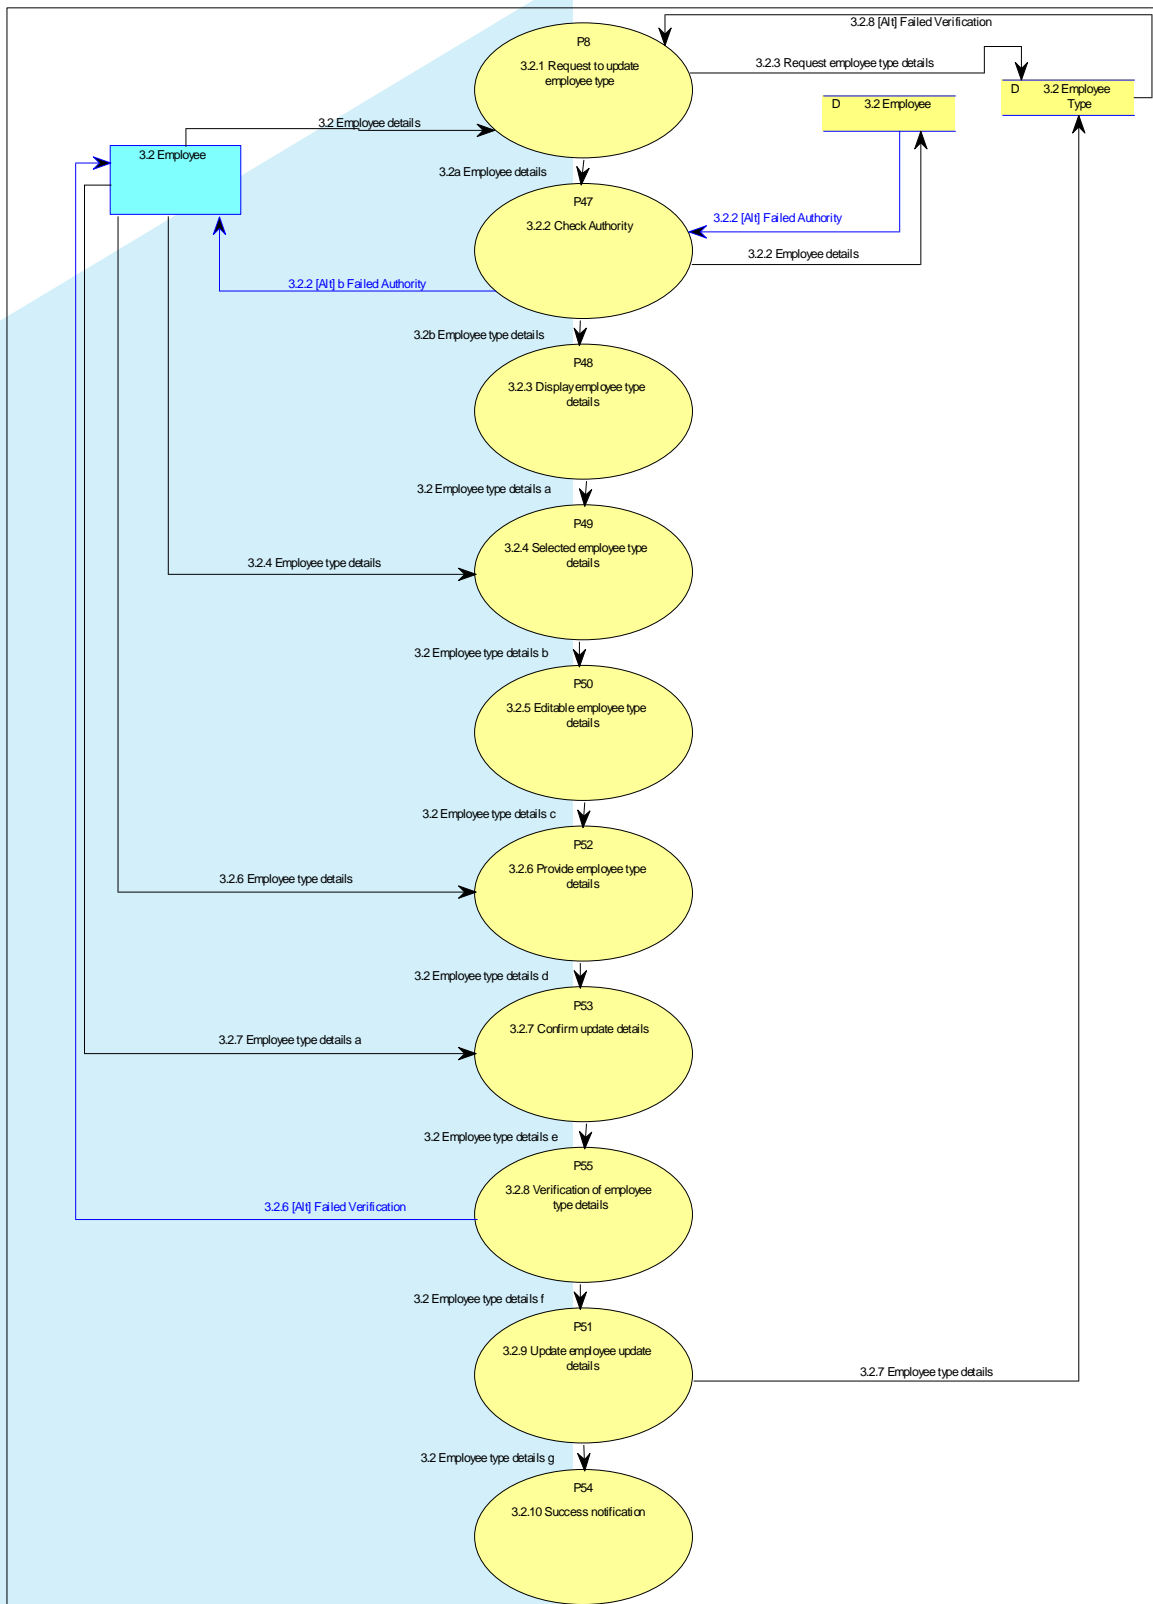 3.2.8 [Alt] Failed Verification
P8
3.2.1 Request to update
employee type
3.2.3 Request employee type details
D 3.2 Employee
Type
D 3.2 Employee
3.2 Employee details
3.2 Employee
3.2a Employee details
P47
3.2.2 Check Authority
3.2.2 [Alt] Failed Authority
3.2.2 Employee details
3.2.2 [Alt] b Failed Authority
3.2b Employee type details
P48
3.2.3 Display employee type
details
3.2 Employee type details a
P49
3.2.4 Selected employee type
details
3.2.4 Employee type details
3.2 Employee type details b
P50
3.2.5 Editable employee type
details
3.2 Employee type details c
P52
3.2.6 Provide employee type
details
3.2.6 Employee type details
3.2 Employee type details d
P53
3.2.7 Confirm update details
3.2.7 Employee type details a
3.2 Employee type details e
P55
3.2.8 Verification of employee
type details
3.2.6 [Alt] Failed Verification
3.2 Employee type details f
P51
3.2.9 Update employee update
details
3.2.7 Employee type details
3.2 Employee type details g
P54
3.2.10 Success notification